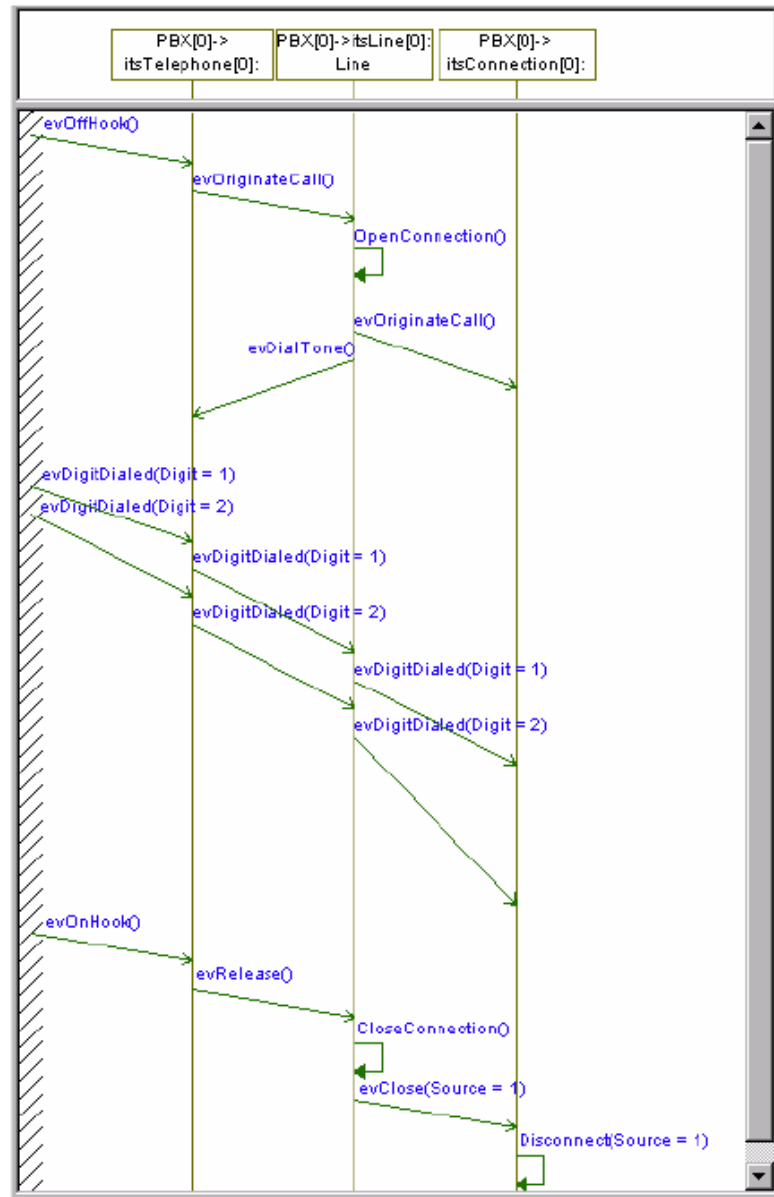 PBX[0]->
itsTelephone[0]:
PBX[0]->itsLine[0]:
Line
PBX[0]->
itsConnection[0]:
evOffHook()
evOriginateCall()
OpenConnection()
evOriginateCall()
evDialTone()
evDigitDialed(Digit = 1)
evDigitDialed(Digit = 2)
evDigitDialed(Digit = 1)
evDigitDialed(Digit = 2)
evDigitDialed(Digit = 1)
evDigitDialed(Digit = 2)
evOnHook()
evRelease()
CloseConnection()
evClose(Source = 1)
Disconnect(Source = 1)